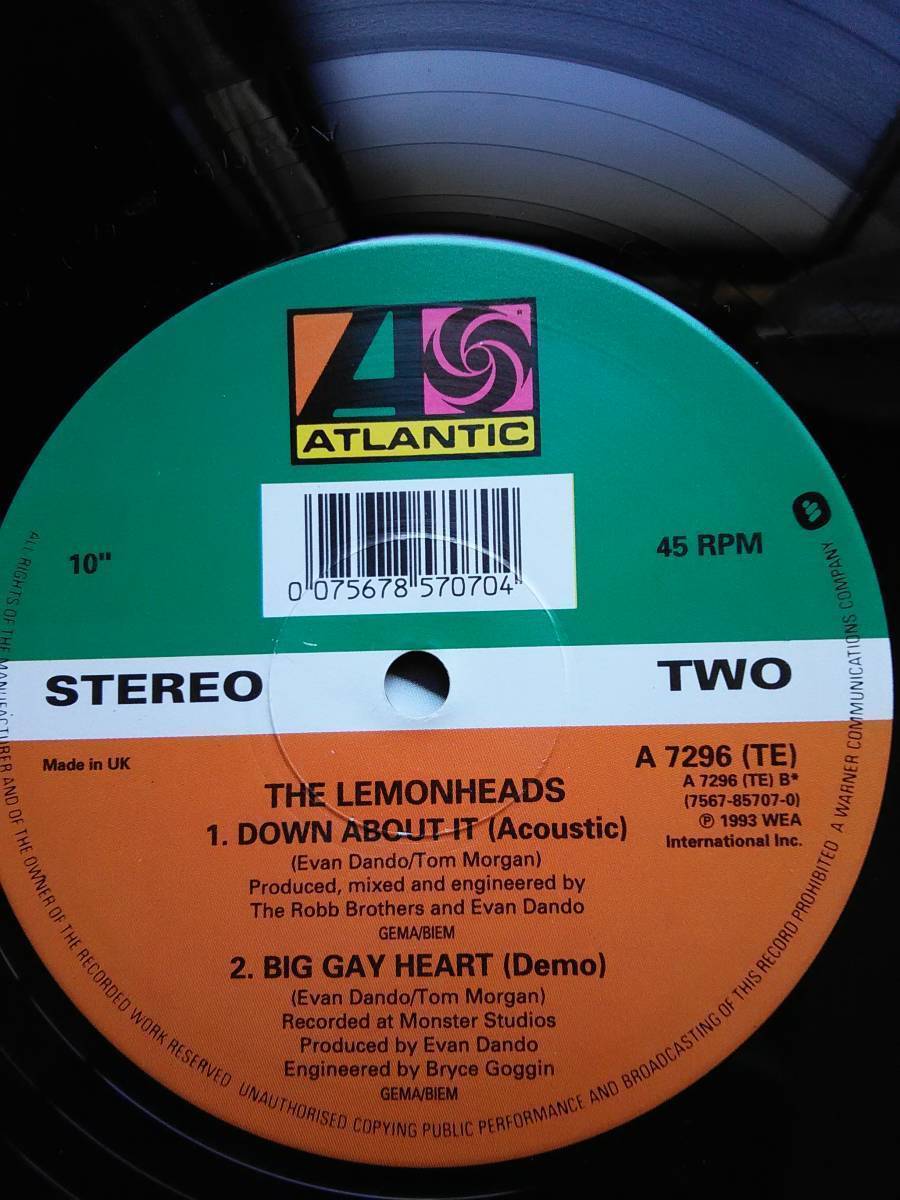 ATLANTIC
0 075678 570704
10"
45 RPM
STEREO
TWO
Made in UK
A 7296 (TE)
A 7296 (TE) B*
(7567-85707-0)
℗ 1993 WEA
International Inc.
THE LEMONHEADS
1. DOWN ABOUT IT (Acoustic)
(Evan Dando/Tom Morgan)
Produced, mixed and engineered by
The Robb Brothers and Evan Dando
GEMA/BIEM
2. BIG GAY HEART (Demo)
(Evan Dando/Tom Morgan)
Recorded at Monster Studios
Produced by Evan Dando
Engineered by Bryce Goggin
GEMA/BIEM
ALL RIGHTS OF THE MANUFACTURER AND OF THE OWNER OF THE RECORDED WORK RESERVED UNAUTHORISED COPYING PUBLIC PERFORMANCE AND BROADCASTING OF THIS RECORD PROHIBITED A WARNER COMMUNICATIONS COMPANY